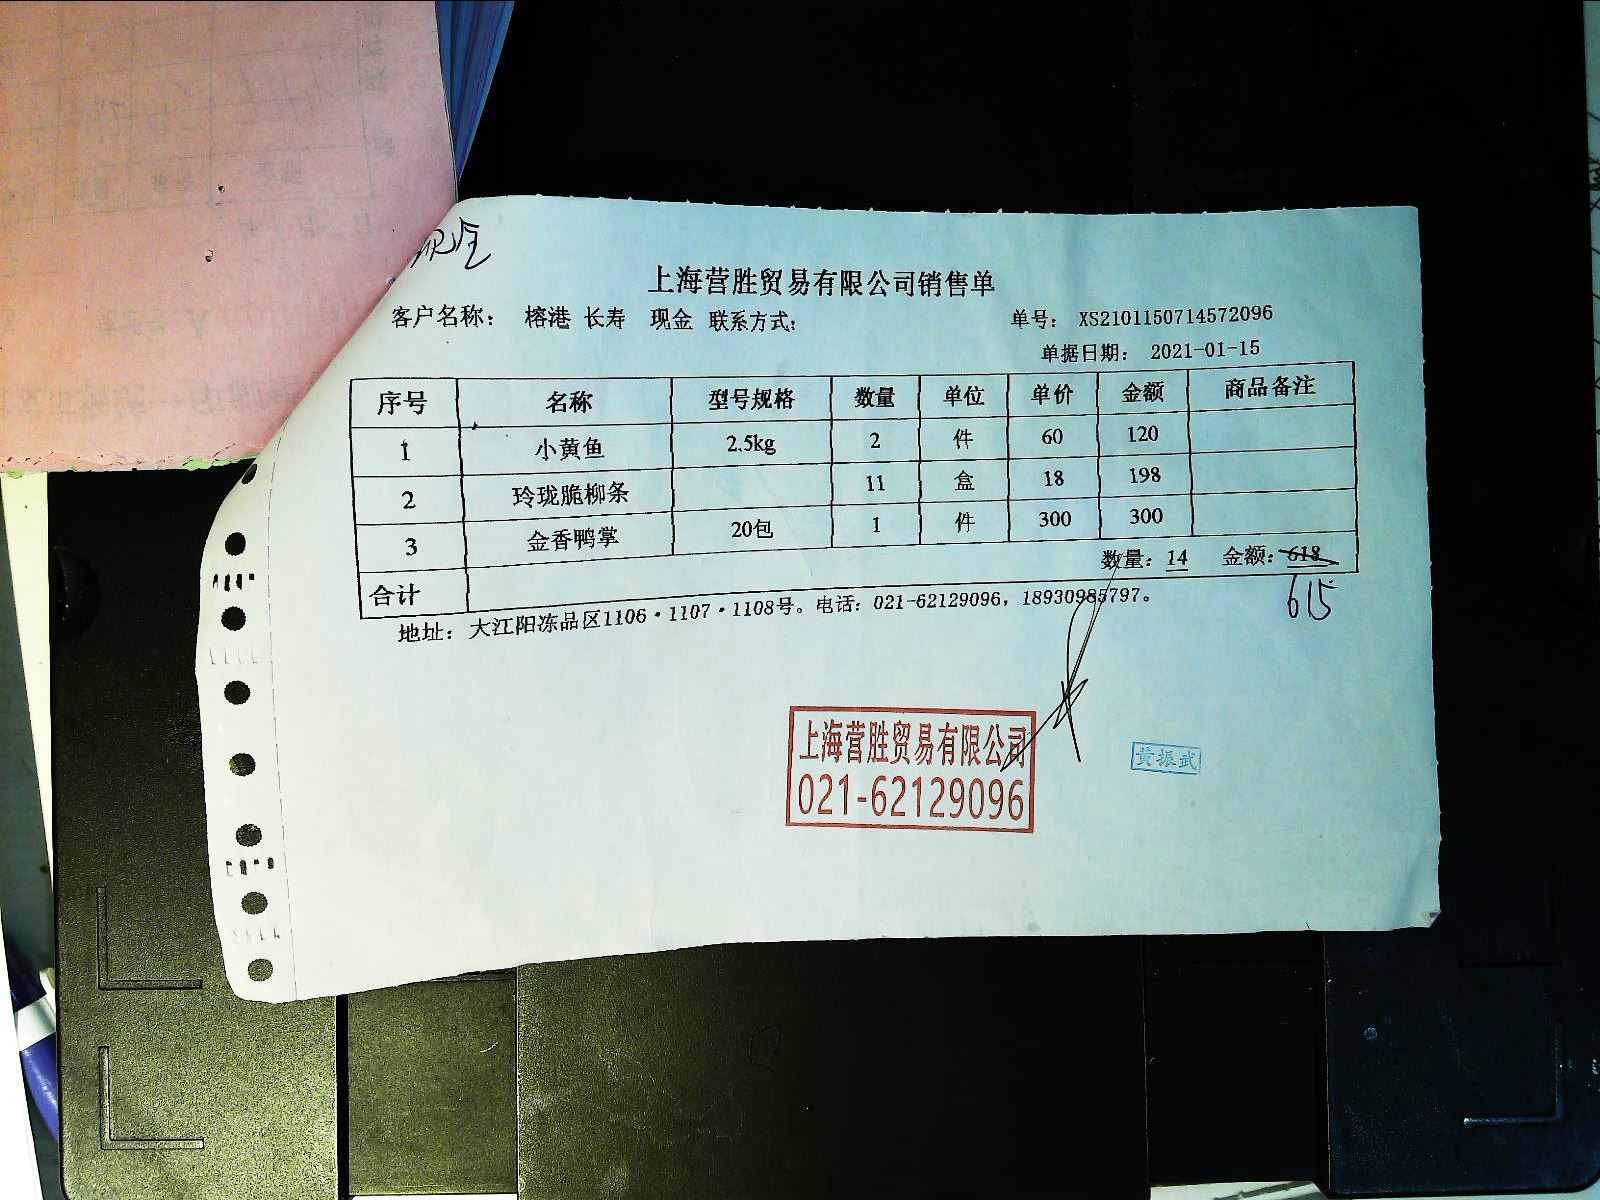 上海营胜贸易有限公司销售单
客户名称： 榕港 长寿 现金 联系方式： 单号： XS2101150714572096
单据日期： 2021-01-15
序号 名称 型号规格 数量 单位 单价 金额 商品备注
1 小黄鱼 2.5kg 2 件 60 120
2 玲珑脆柳条 11 盒 18 198
3 金香鸭掌 20包 1 件 300 300
合计 数量：14 金额：618
615
地址： 大江阳冻品区1106·1107·1108号。电话：021-62129096，18930985797。
上海营胜贸易有限公司
021-62129096
黄振武